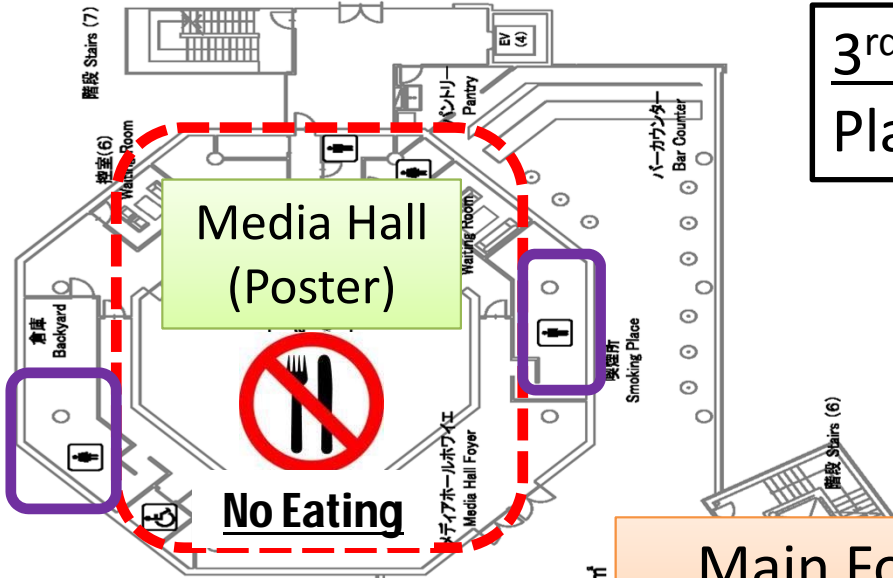 階段 Stairs (7)
EV
(4)
3rd
Pla
パントリー
Pantry
バーカウンター
Bar Counter
控室(6)
Waiting Room
Media Hall
(Poster)
Waiting Room
倉庫
Backyard
喫煙所
Smoking Place
メディアホールホワイエ
Media Hall Foyer
階段 Stairs (6)
No Eating
Main Fo
㎡